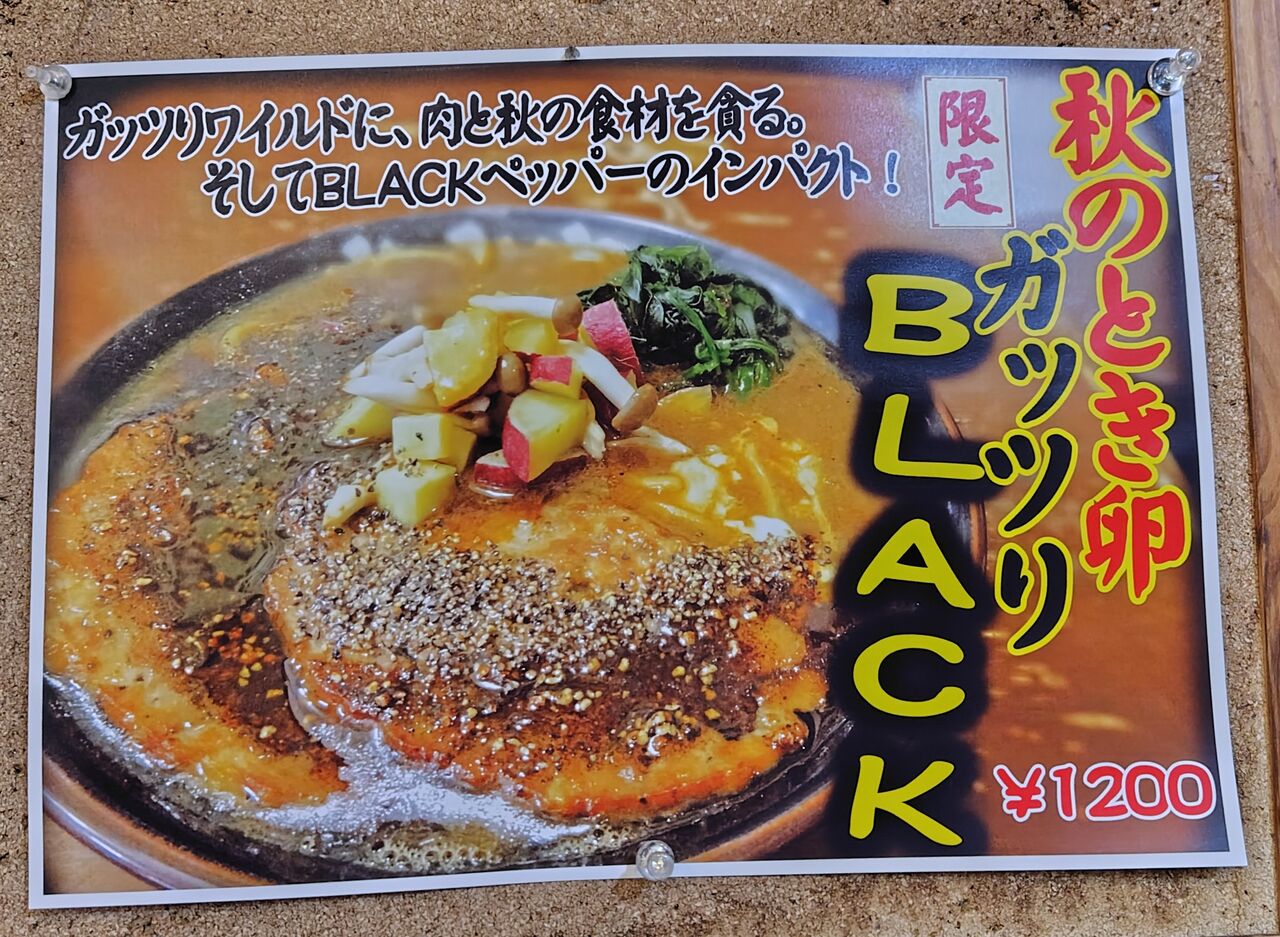 ガッツリワイルドに、肉と秋の食材を貪る。
そしてBLACKペッパーのインパクト！
限定
秋のとき卵
ガッツリ
BLACK
¥1200